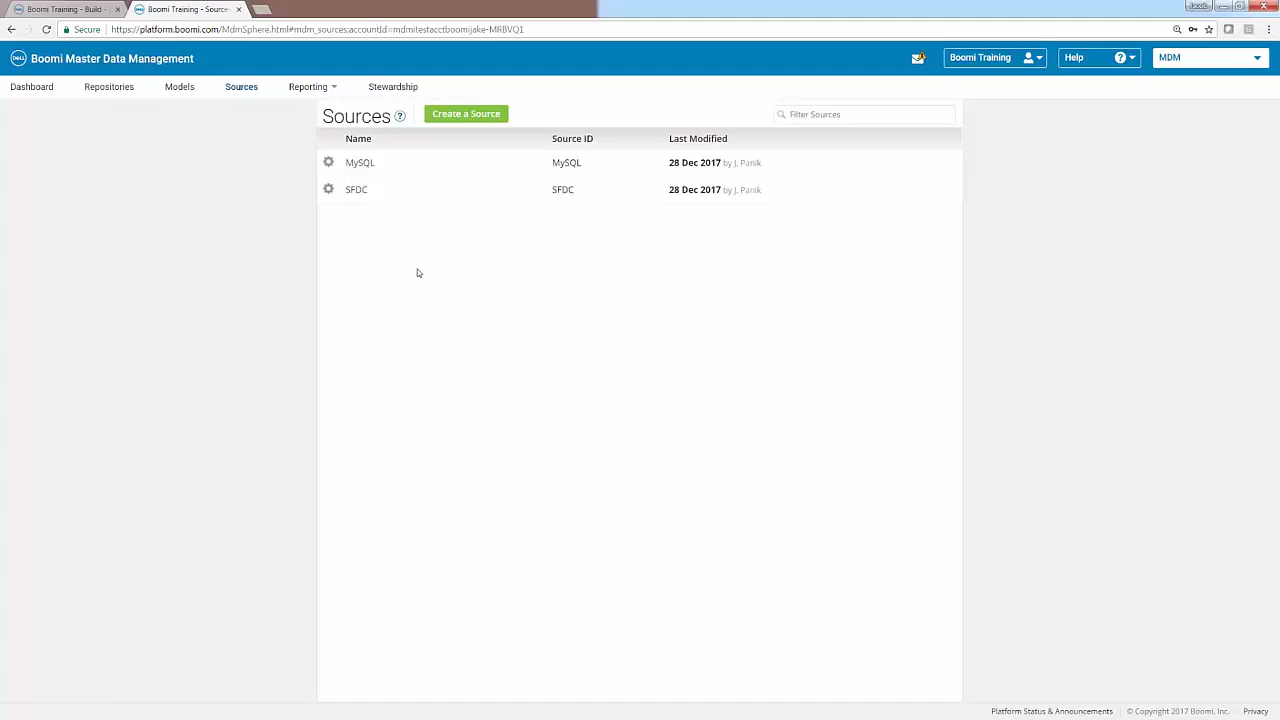 Boomi Training - Build - Boomi Training - Source
Secure https://platform.boomi.com/MdmSphere.html#mdm_sources;accountId=mdmitestacctboomijake-MRBVQ1
DELL Boomi Master Data Management Boomi Training Help MDM
Dashboard Repositories Models Sources Reporting Stewardship
Sources Create a Source Filter Sources
Name Source ID Last Modified
MySQL MySQL 28 Dec 2017 by J. Panik
SFDC SFDC 28 Dec 2017 by J. Panik
Platform Status & Announcements © Copyright 2017 Boomi, Inc. Privacy